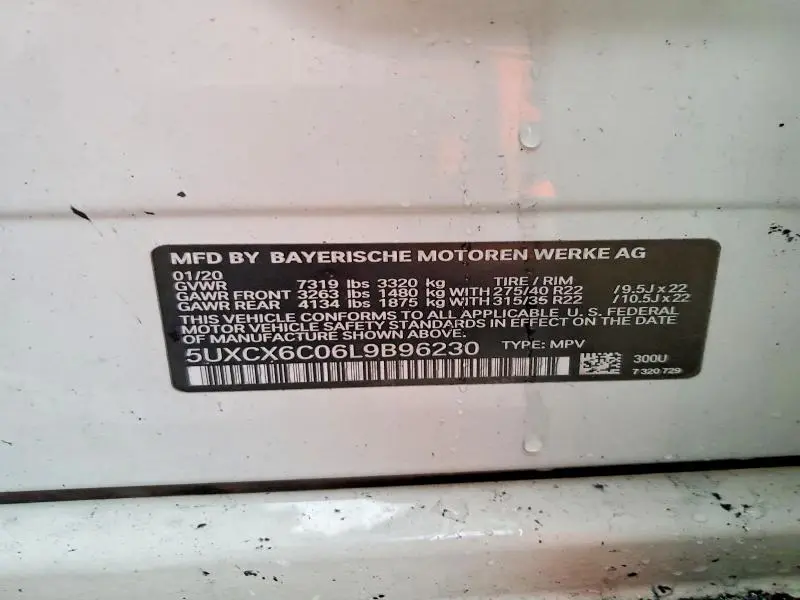 MFD BY BAYERISCHE MOTOREN WERKE AG
01/20
GVWR 7319 lbs 3320 kg TIRE / RIM
GAWR FRONT 3263 lbs 1480 kg WITH 275/40 R22 / 9.5J x 22
GAWR REAR 4134 lbs 1875 kg WITH 315/35 R22 / 10.5J x 22
THIS VEHICLE CONFORMS TO ALL APPLICABLE U. S. FEDERAL
MOTOR VEHICLE SAFETY STANDARDS IN EFFECT ON THE DATE
OF MANUFACTURE SHOWN ABOVE:
5UXCX6C06L9B96230 TYPE: MPV
300U
7 320 729